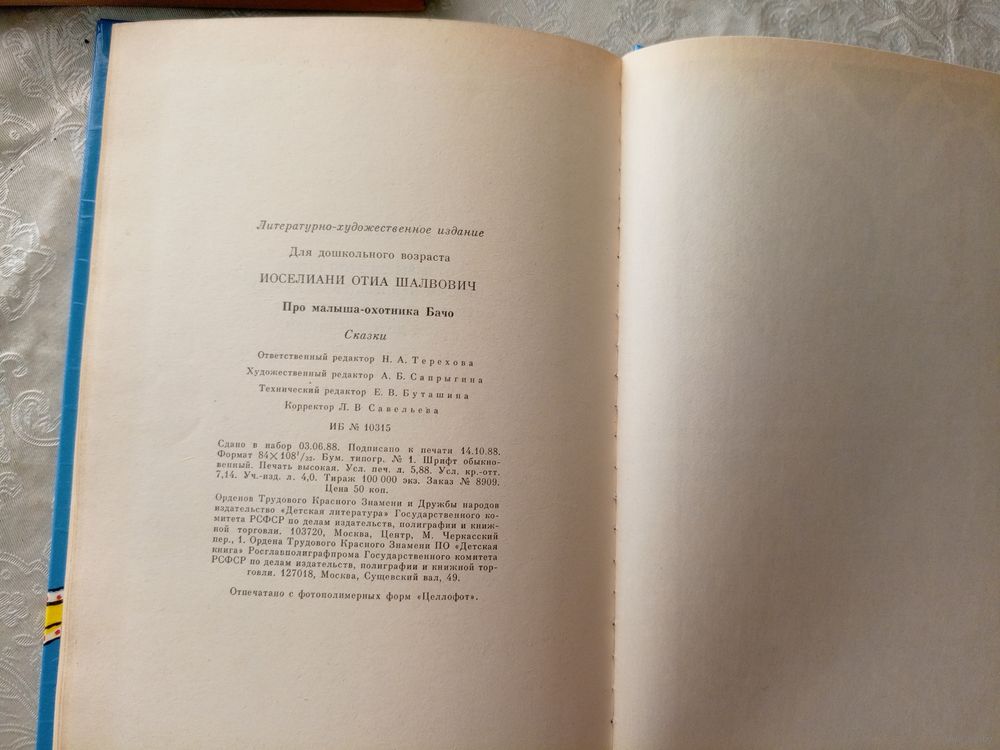 Литературно-художественное издание
Для дошкольного возраста
ИОСЕЛИАНИ ОТИА ШАЛВОВИЧ
Про малыша-охотника Бачо
Сказки
Ответственный редактор Н. А. Терехова
Художественный редактор А. Б. Сапрыгина
Технический редактор Е. В. Буташина
Корректор Л. В Савельева
ИБ № 10315
Сдано в набор 03.06.88. Подписано к печати 14.10.88.
Формат 84×108¹/₃₂. Бум. типогр. № 1. Шрифт обыкно-
венный. Печать высокая. Усл. печ. л. 5,88. Усл. кр.-отт.
7,14. Уч.-изд. л. 4,0. Тираж 100 000 экз. Заказ № 8909.
Цена 50 коп.
Орденов Трудового Красного Знамени и Дружбы народов
издательство «Детская литература» Государственного ко-
митета РСФСР по делам издательств, полиграфии и книж-
ной торговли. 103720, Москва, Центр, М. Черкасский
пер., 1. Ордена Трудового Красного Знамени ПО «Детская
книга» Росглавполиграфпрома Государственного комитета
РСФСР по делам издательств, полиграфии и книжной тор-
говли. 127018, Москва, Сущевский вал, 49.
Отпечатано с фотополимерных форм «Целлофот».